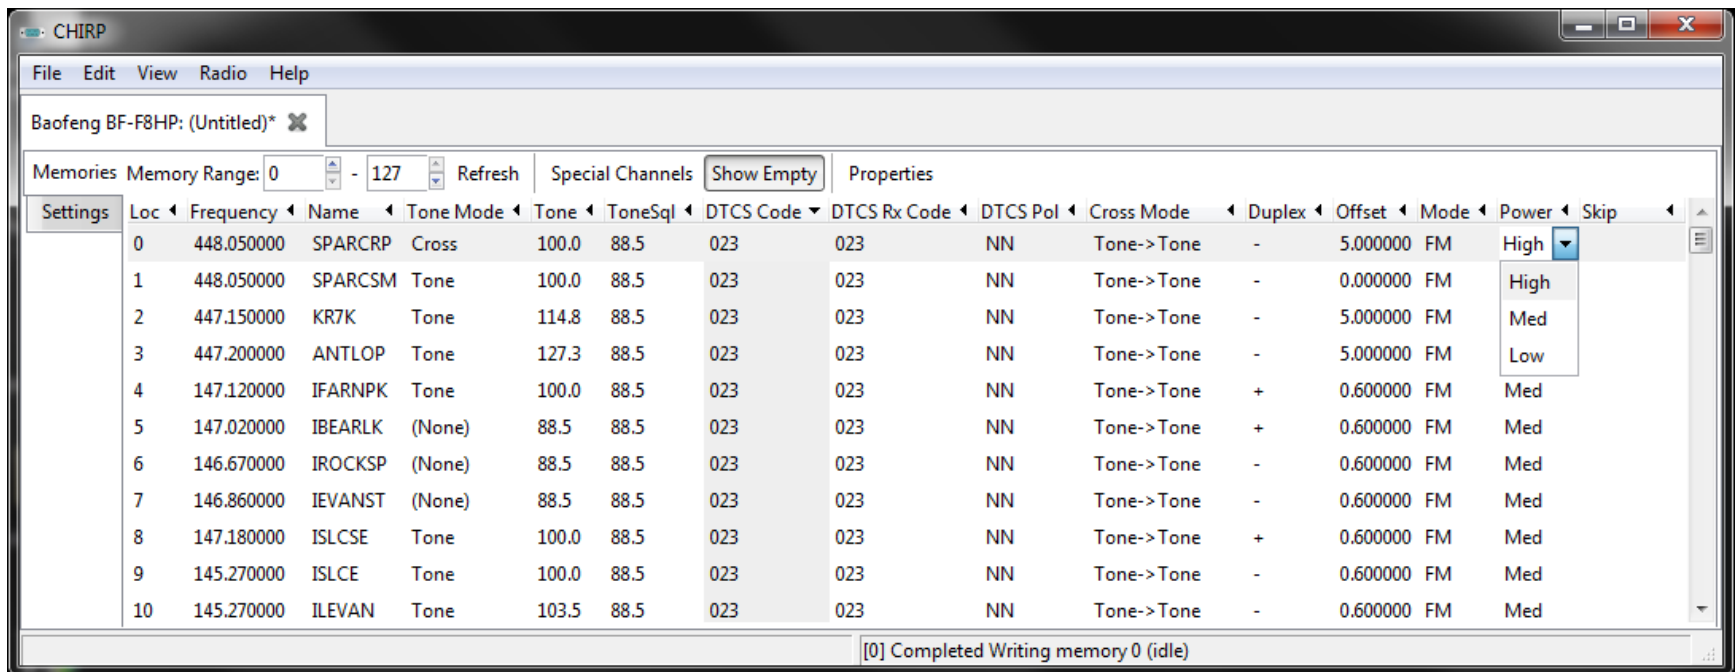 CHIRP
File Edit View Radio Help
Baofeng BF-F8HP: (Untitled)*
Memories Memory Range: 0 - 127 Refresh Special Channels Show Empty Properties
Settings Loc Frequency Name Tone Mode Tone ToneSql DTCS Code DTCS Rx Code DTCS Pol Cross Mode Duplex Offset Mode Power Skip
0 448.050000 SPARCRP Cross 100.0 88.5 023 023 NN Tone->Tone - 5.000000 FM High
1 448.050000 SPARCSM Tone 100.0 88.5 023 023 NN Tone->Tone - 0.000000 FM High
2 447.150000 KR7K Tone 114.8 88.5 023 023 NN Tone->Tone - 5.000000 FM Med
3 447.200000 ANTLOP Tone 127.3 88.5 023 023 NN Tone->Tone - 5.000000 FM Low
4 147.120000 IFARNPK Tone 100.0 88.5 023 023 NN Tone->Tone + 0.600000 FM Med
5 147.020000 IBEARLK (None) 88.5 88.5 023 023 NN Tone->Tone + 0.600000 FM Med
6 146.670000 IROCKSP (None) 88.5 88.5 023 023 NN Tone->Tone - 0.600000 FM Med
7 146.860000 IEVANST (None) 88.5 88.5 023 023 NN Tone->Tone - 0.600000 FM Med
8 147.180000 ISLCSE Tone 100.0 88.5 023 023 NN Tone->Tone + 0.600000 FM Med
9 145.270000 ISLCE Tone 100.0 88.5 023 023 NN Tone->Tone - 0.600000 FM Med
10 145.270000 ILEVAN Tone 103.5 88.5 023 023 NN Tone->Tone - 0.600000 FM Med
[0] Completed Writing memory 0 (idle)